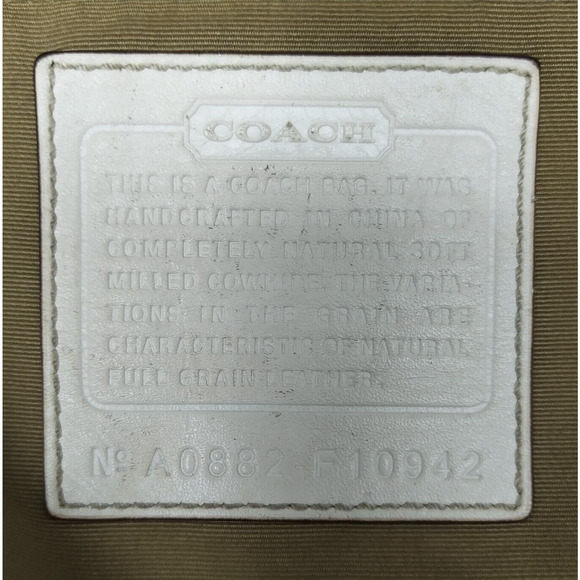 COACH
THIS IS A COACH BAG. IT WAS
HANDCRAFTED IN CHINA OF
COMPLETELY NATURAL SOFT
MILLED COWHIDE. THE VARIA-
TIONS IN THE GRAIN ARE
CHARACTERISTIC OF NATURAL
FULL GRAIN LEATHER.
Nº A0882-F10942